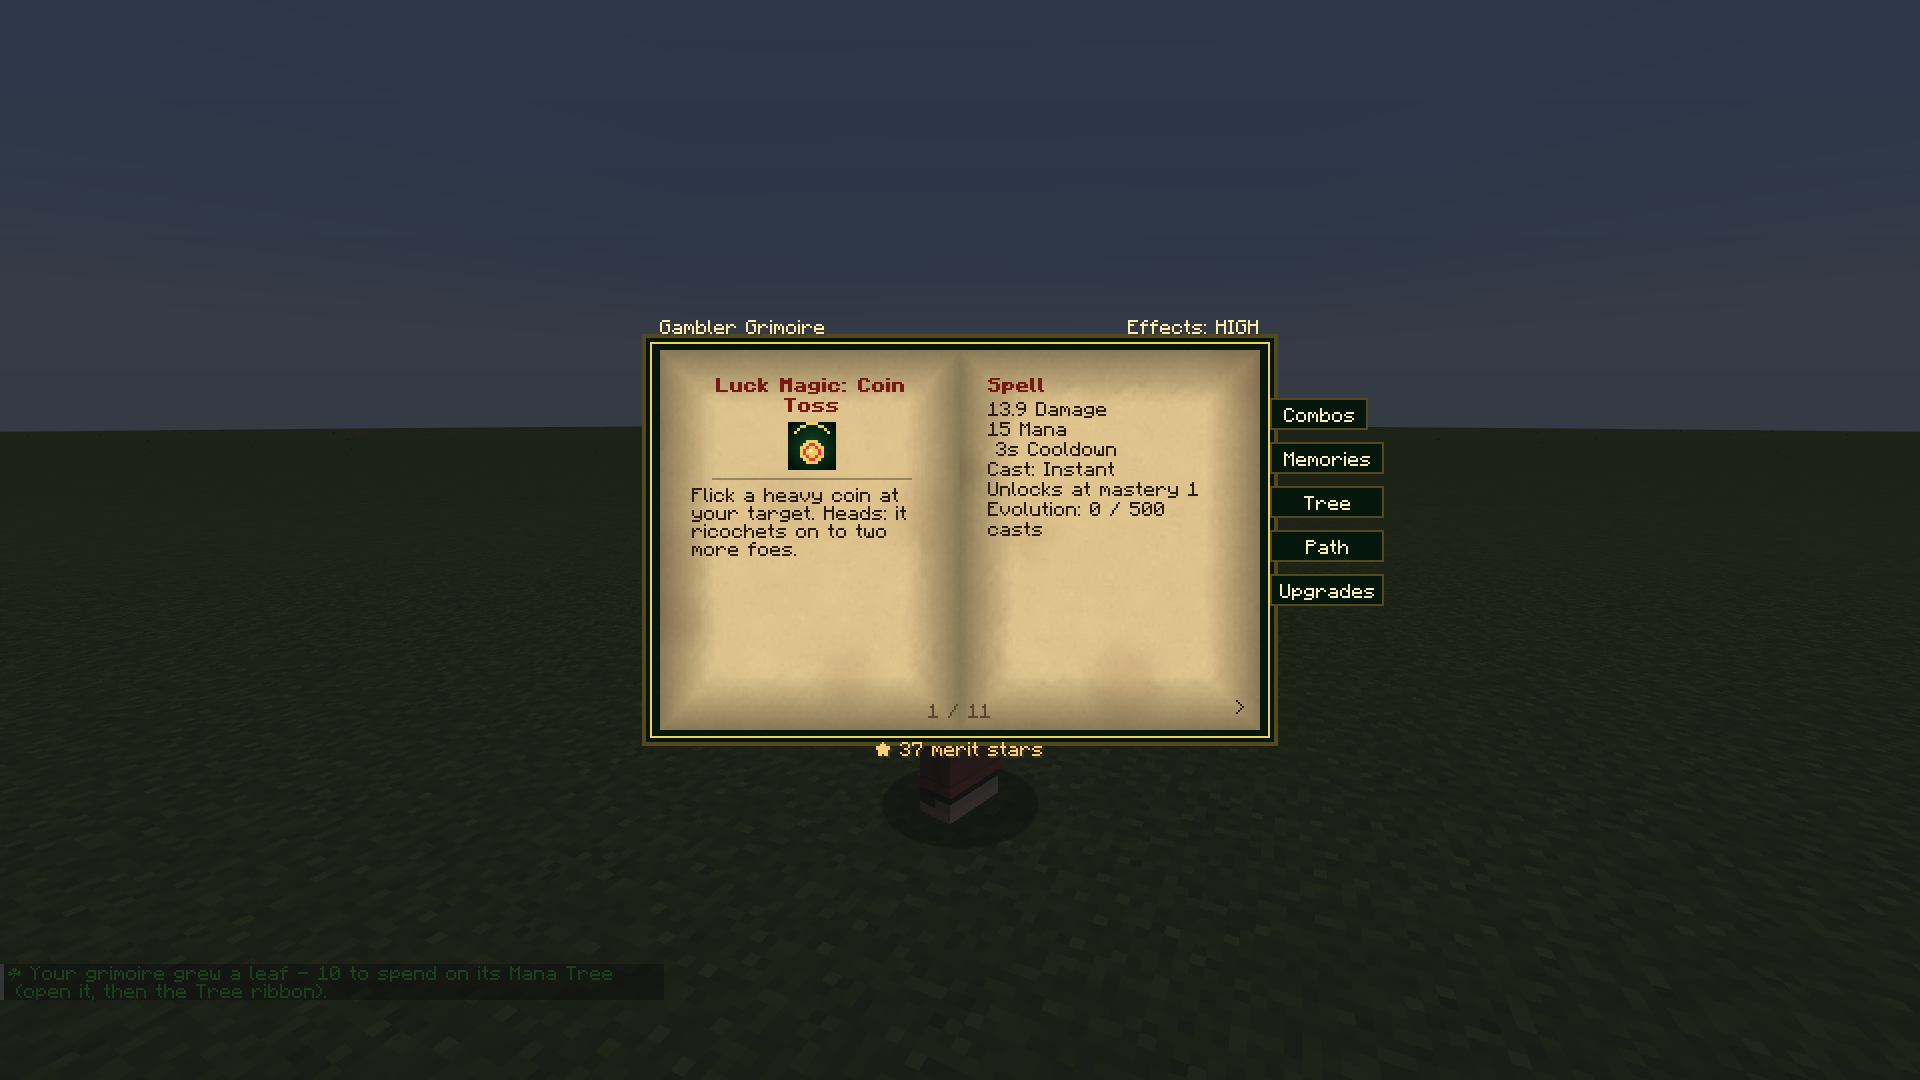 Gambler Grimoire
Effects: HIGH
Luck Magic: Coin
Toss
Flick a heavy coin at
your target. Heads: it
ricochets on to two
more foes.
Spell
13.9 Damage
15 Mana
3s Cooldown
Cast: Instant
Unlocks at mastery 1
Evolution: 0 / 500
casts
1 / 11
>
Combos
Memories
Tree
Path
Upgrades
★ 37 merit stars
☘ Your grimoire grew a leaf — 10 to spend on its Mana Tree
(open it, then the Tree ribbon).